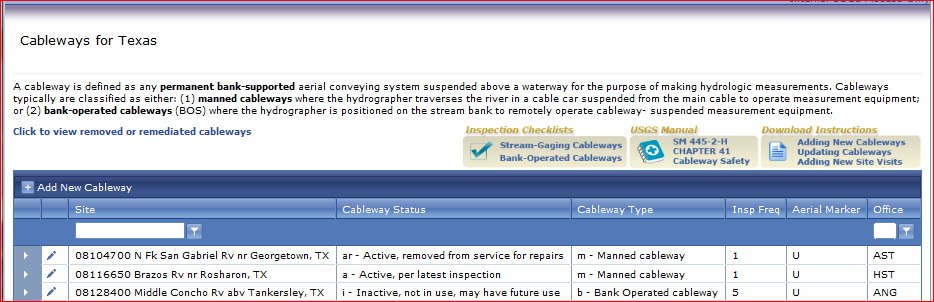 Cableways for Texas
A cableway is defined as any permanent bank-supported aerial conveying system suspended above a waterway for the purpose of making hydrologic measurements. Cableways
typically are classified as either: (1) manned cableways where the hydrographer traverses the river in a cable car suspended from the main cable to operate measurement equipment;
or (2) bank-operated cableways (BOS) where the hydrographer is positioned on the stream bank to remotely operate cableway- suspended measurement equipment.
Click to view removed or remediated cableways
Inspection Checklists
Stream-Gaging Cableways
Bank-Operated Cableways
USGS Manual
SM 445-2-H
CHAPTER 41
Cableway Safety
Download Instructions
Adding New Cableways
Updating Cableways
Adding New Site Visits
Add New Cableway
Site Cableway Status Cableway Type Insp Freq Aerial Marker Office
08104700 N Fk San Gabriel Rv nr Georgetown, TX ar - Active, removed from service for repairs m - Manned cableway 1 U AST
08116650 Brazos Rv nr Rosharon, TX a - Active, per latest inspection m - Manned cableway 1 U HST
08128400 Middle Concho Rv abv Tankersley, TX i - Inactive, not in use, may have future use b - Bank Operated cableway 5 U ANG